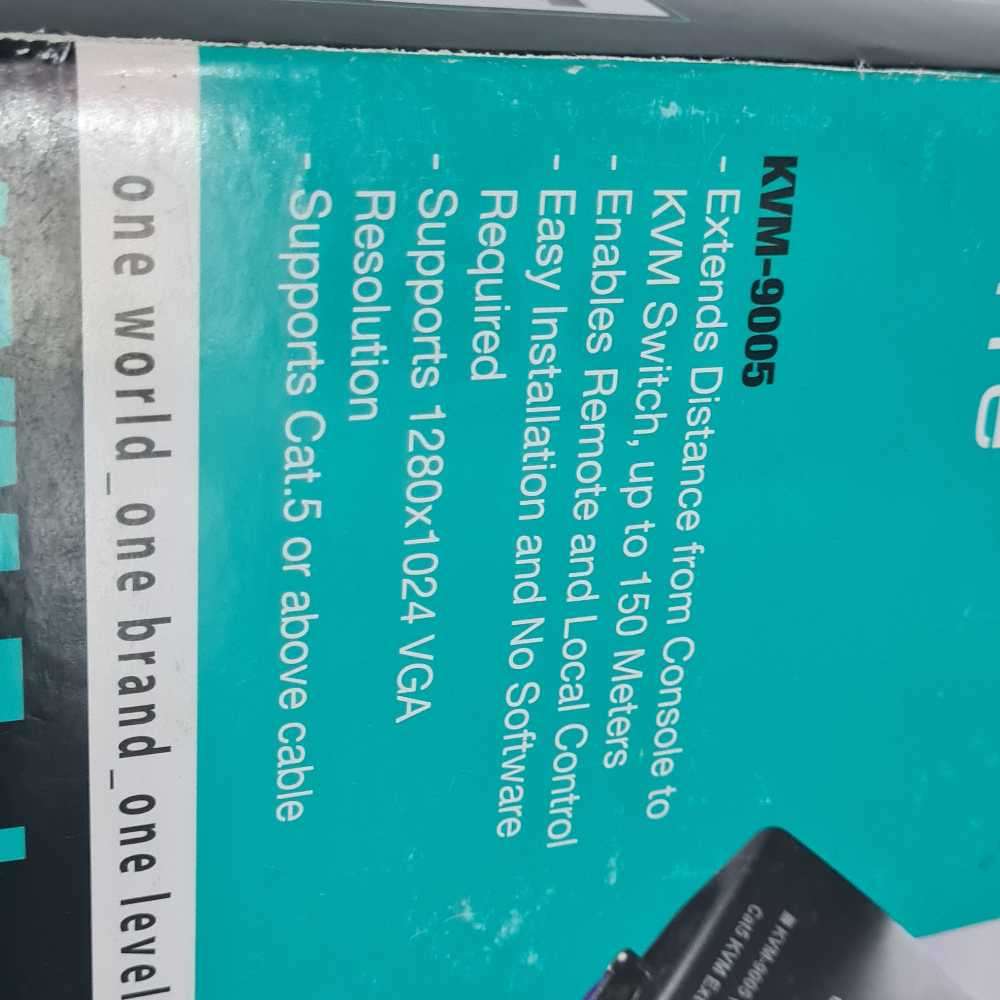 KVM-9005
- Extends Distance from Console to
KVM Switch, up to 150 Meters
- Enables Remote and Local Control
- Easy Installation and No Software
Required
- Supports 1280x1024 VGA
Resolution
- Supports Cat.5 or above cable
one world_one brand_one level
KVM-9005
Cat5 KVM